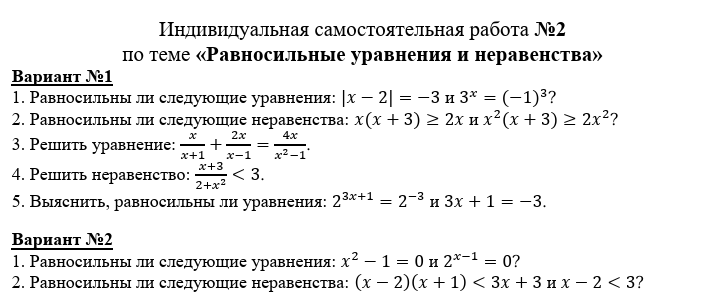 Индивидуальная самостоятельная работа №2
по теме «Равносильные уравнения и неравенства»
Вариант №1
1. Равносильны ли следующие уравнения: |x − 2| = −3 и 3^x = (−1)^3?
2. Равносильны ли следующие неравенства: x(x + 3) ≥ 2x и x^2(x + 3) ≥ 2x^2?
3. Решить уравнение: x/(x+1) + 2x/(x−1) = 4x/(x^2−1).
4. Решить неравенство: (x+3)/(2+x^2) < 3.
5. Выяснить, равносильны ли уравнения: 2^(3x+1) = 2^(−3) и 3x + 1 = −3.
Вариант №2
1. Равносильны ли следующие уравнения: x^2 − 1 = 0 и 2^(x−1) = 0?
2. Равносильны ли следующие неравенства: (x − 2)(x + 1) < 3x + 3 и x − 2 < 3?